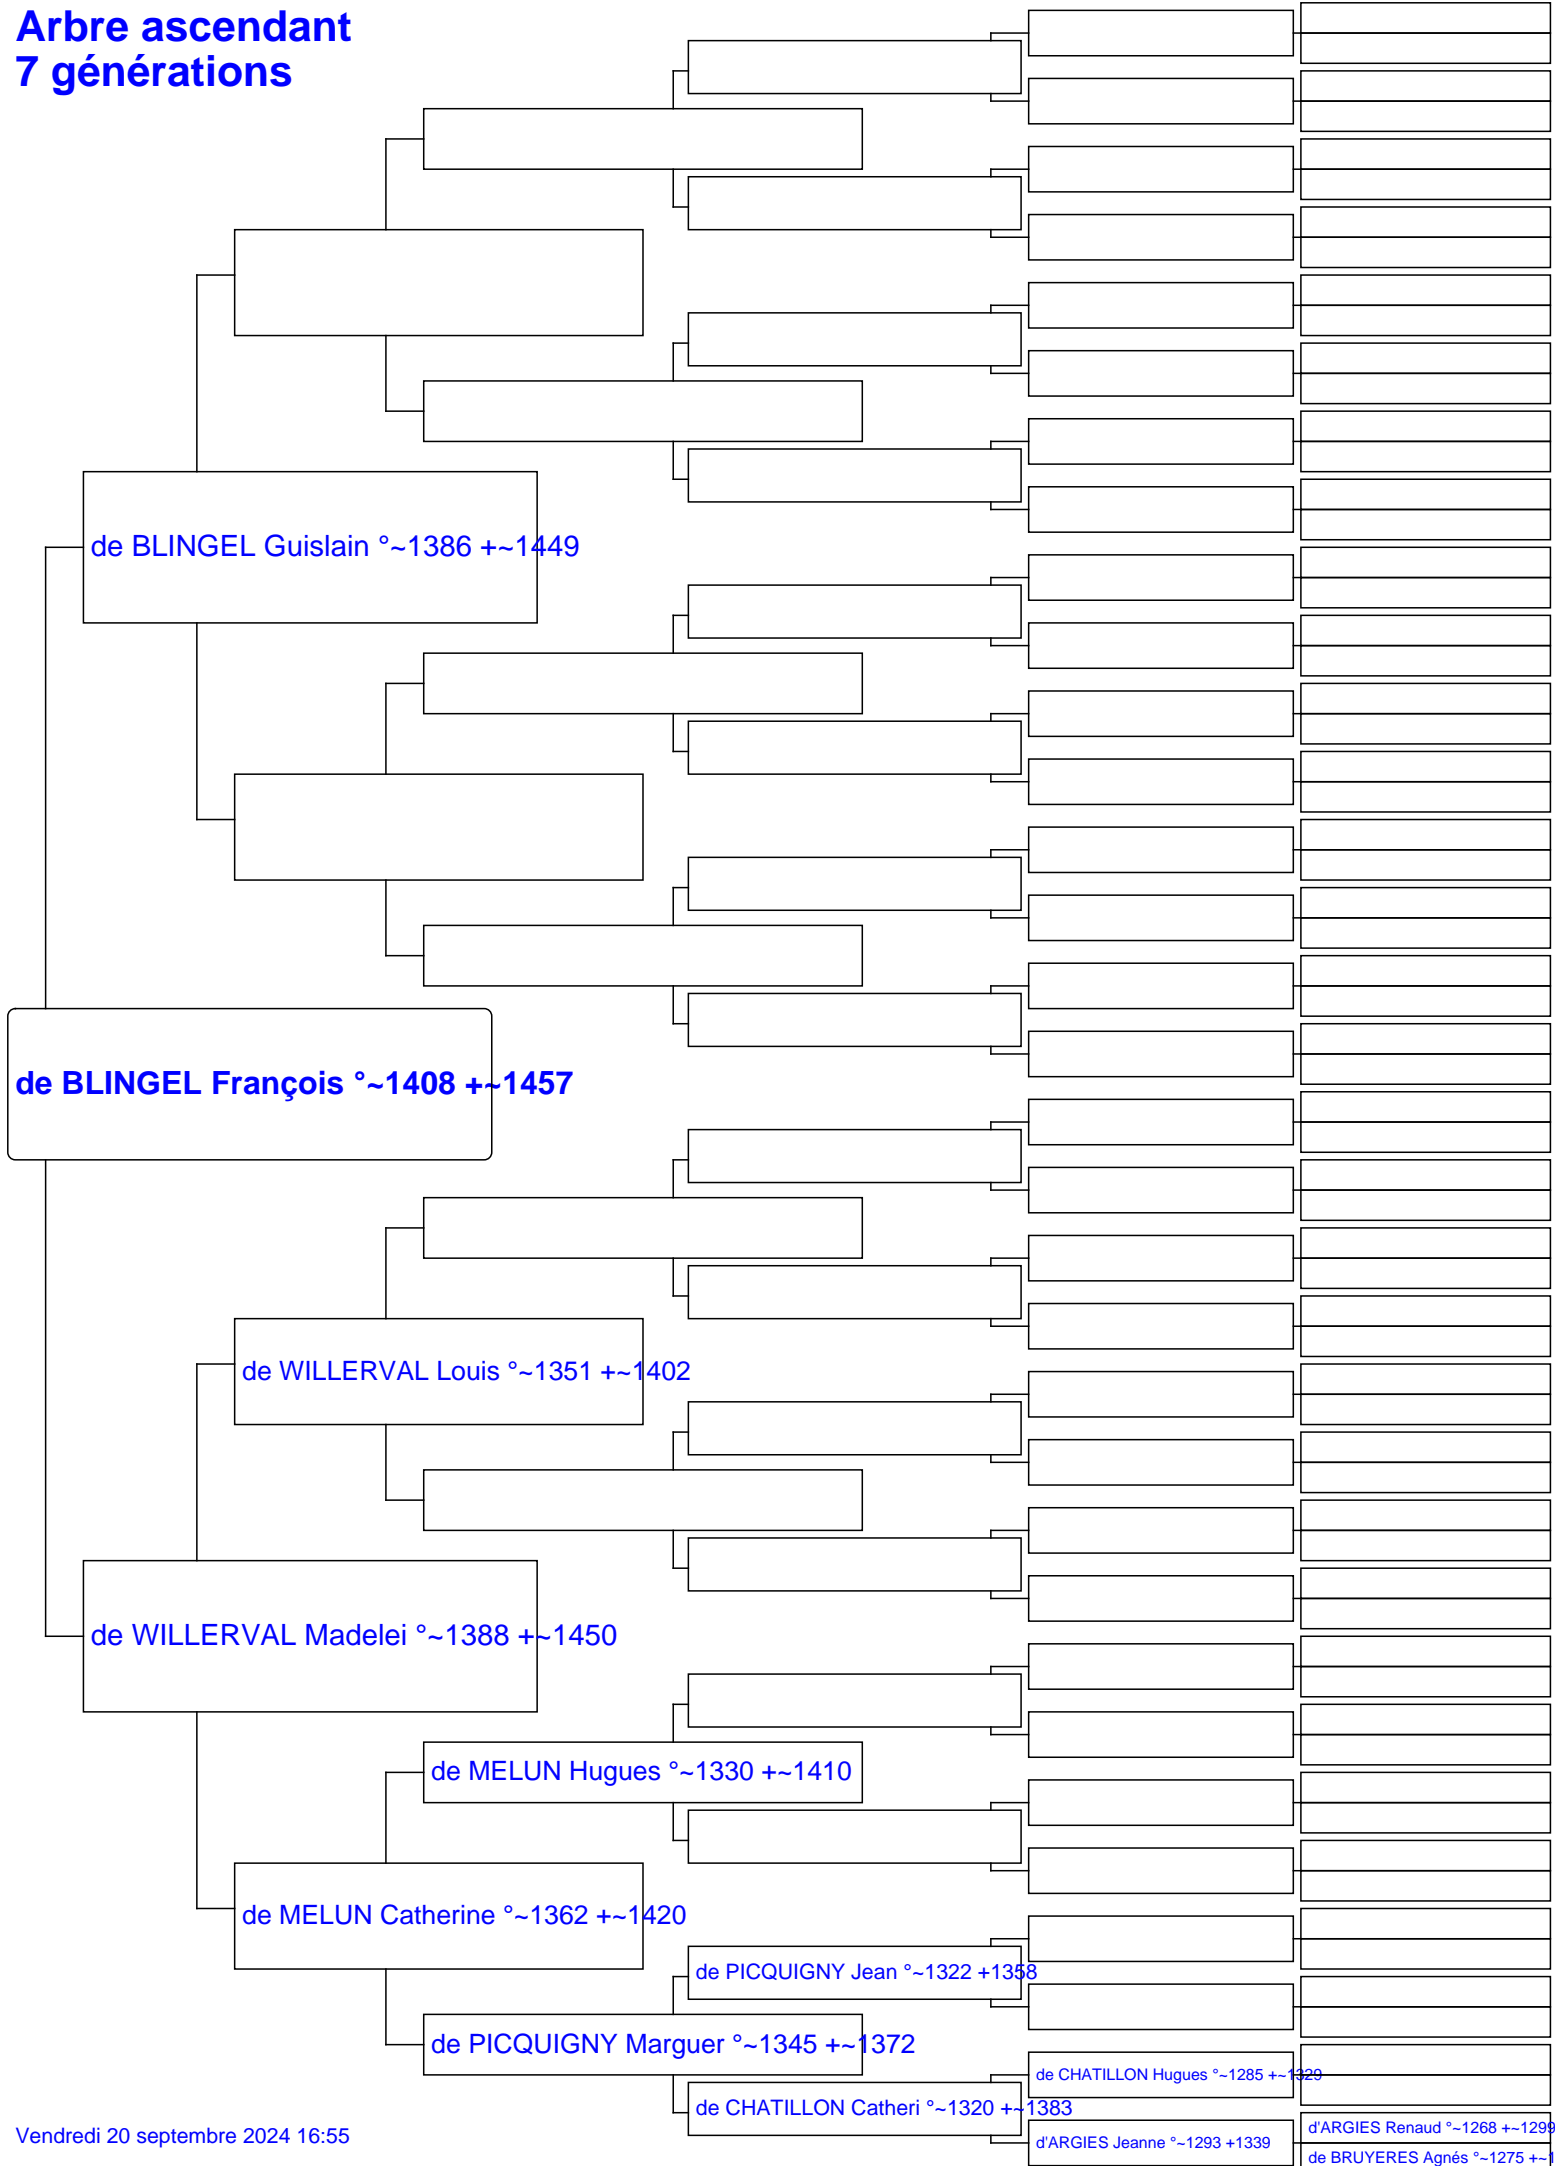 Arbre ascendant
7 générations
de BLINGEL Guislain °~1386 +~1449
de BLINGEL François °~1408 +~1457
de WILLERVAL Louis °~1351 +~1402
de WILLERVAL Madelei °~1388 +~1450
de MELUN Hugues °~1330 +~1410
de MELUN Catherine °~1362 +~1420
de PICQUIGNY Jean °~1322 +1358
de PICQUIGNY Marguer °~1345 +~1372
de CHATILLON Hugues °~1285 +~1329
de CHATILLON Catheri °~1320 +~1383
d'ARGIES Jeanne °~1293 +1339
d'ARGIES Renaud °~1268 +~1299
de BRUYERES Agnés °~1275 +~1
Vendredi 20 septembre 2024 16:55